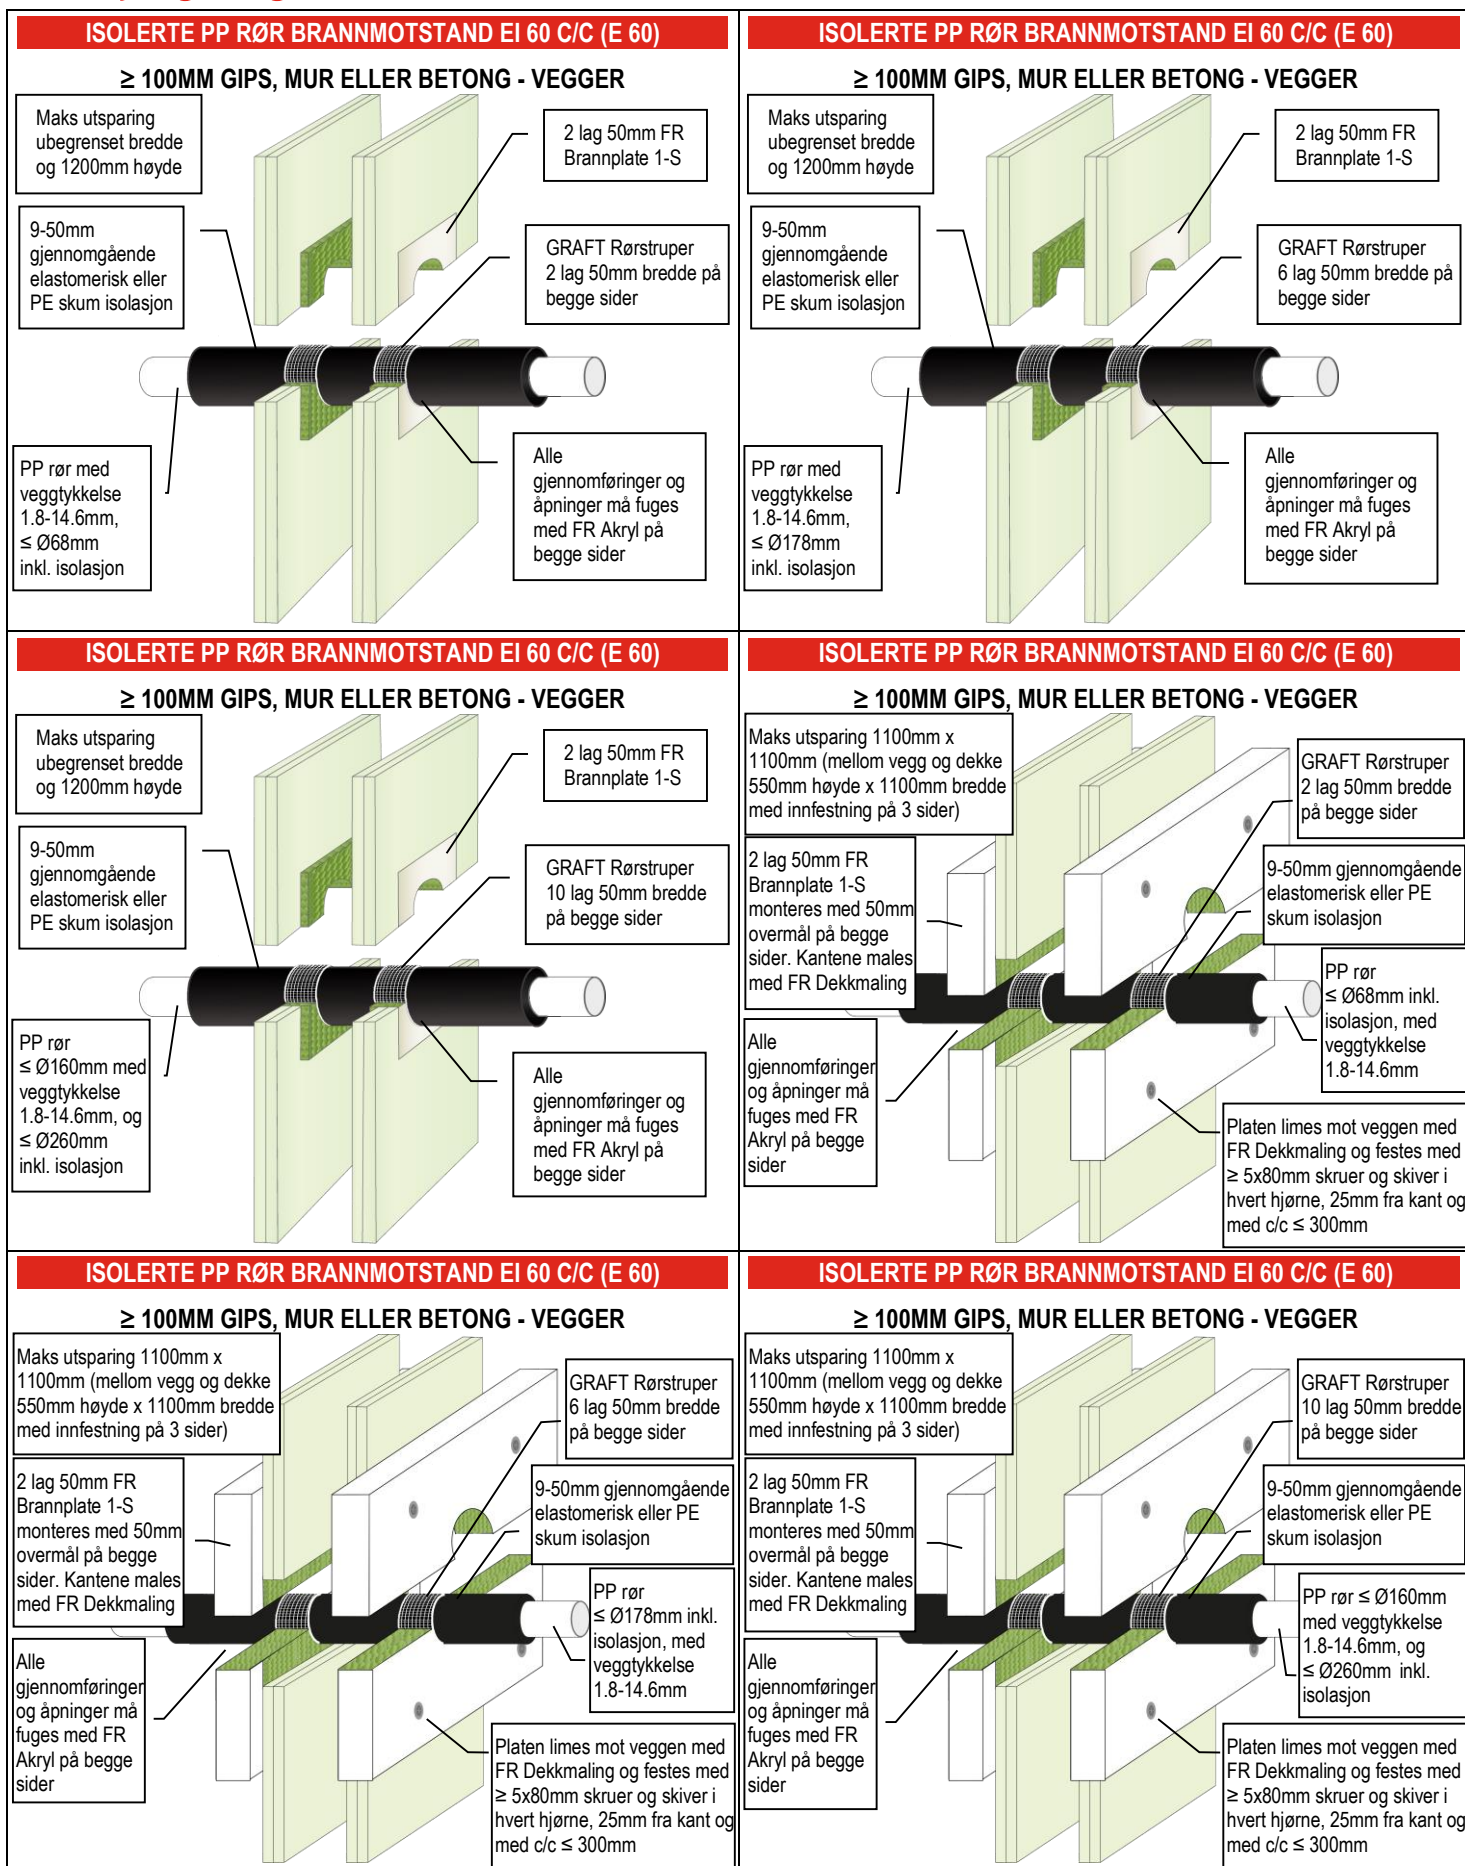 ISOLERTE PP RØR BRANNMOTSTAND EI 60 C/C (E 60)
≥ 100MM GIPS, MUR ELLER BETONG - VEGGER
Maks utsparing
ubegrenset bredde
og 1200mm høyde
2 lag 50mm FR
Brannplate 1-S
9-50mm
gjennomgående
elastomerisk eller
PE skum isolasjon
GRAFT Rørstruper
2 lag 50mm bredde på
begge sider
PP rør med
veggtykkelse
1.8-14.6mm,
≤ Ø68mm
inkl. isolasjon
Alle
gjennomføringer og
åpninger må fuges
med FR Akryl på
begge sider
ISOLERTE PP RØR BRANNMOTSTAND EI 60 C/C (E 60)
≥ 100MM GIPS, MUR ELLER BETONG - VEGGER
Maks utsparing
ubegrenset bredde
og 1200mm høyde
2 lag 50mm FR
Brannplate 1-S
9-50mm
gjennomgående
elastomerisk eller
PE skum isolasjon
GRAFT Rørstruper
6 lag 50mm bredde på
begge sider
PP rør med
veggtykkelse
1.8-14.6mm,
≤ Ø178mm
inkl. isolasjon
Alle
gjennomføringer og
åpninger må fuges
med FR Akryl på
begge sider
ISOLERTE PP RØR BRANNMOTSTAND EI 60 C/C (E 60)
≥ 100MM GIPS, MUR ELLER BETONG - VEGGER
Maks utsparing
ubegrenset bredde
og 1200mm høyde
2 lag 50mm FR
Brannplate 1-S
9-50mm
gjennomgående
elastomerisk eller
PE skum isolasjon
GRAFT Rørstruper
10 lag 50mm bredde
på begge sider
PP rør
≤ Ø160mm med
veggtykkelse
1.8-14.6mm, og
≤ Ø260mm
inkl. isolasjon
Alle
gjennomføringer og
åpninger må fuges
med FR Akryl på
begge sider
ISOLERTE PP RØR BRANNMOTSTAND EI 60 C/C (E 60)
≥ 100MM GIPS, MUR ELLER BETONG - VEGGER
Maks utsparing 1100mm x
1100mm (mellom vegg og dekke
550mm høyde x 1100mm bredde
med innfestning på 3 sider)
GRAFT Rørstruper
2 lag 50mm bredde
på begge sider
2 lag 50mm FR
Brannplate 1-S
monteres med 50mm
overmål på begge
sider. Kantene males
med FR Dekkmaling
9-50mm gjennomgående
elastomerisk eller PE
skum isolasjon
PP rør
≤ Ø68mm inkl.
isolasjon, med
veggtykkelse
1.8-14.6mm
Alle
gjennomføringer
og åpninger må
fuges med FR
Akryl på begge
sider
Platen limes mot veggen med
FR Dekkmaling og festes med
≥ 5x80mm skruer og skiver i
hvert hjørne, 25mm fra kant og
med c/c ≤ 300mm
ISOLERTE PP RØR BRANNMOTSTAND EI 60 C/C (E 60)
≥ 100MM GIPS, MUR ELLER BETONG - VEGGER
Maks utsparing 1100mm x
1100mm (mellom vegg og dekke
550mm høyde x 1100mm bredde
med innfestning på 3 sider)
GRAFT Rørstruper
6 lag 50mm bredde
på begge sider
2 lag 50mm FR
Brannplate 1-S
monteres med 50mm
overmål på begge
sider. Kantene males
med FR Dekkmaling
9-50mm gjennomgående
elastomerisk eller PE
skum isolasjon
PP rør
≤ Ø178mm inkl.
isolasjon, med
veggtykkelse
1.8-14.6mm
Alle
gjennomføringer
og åpninger må
fuges med FR
Akryl på begge
sider
Platen limes mot veggen med
FR Dekkmaling og festes med
≥ 5x80mm skruer og skiver i
hvert hjørne, 25mm fra kant og
med c/c ≤ 300mm
ISOLERTE PP RØR BRANNMOTSTAND EI 60 C/C (E 60)
≥ 100MM GIPS, MUR ELLER BETONG - VEGGER
Maks utsparing 1100mm x
1100mm (mellom vegg og dekke
550mm høyde x 1100mm bredde
med innfestning på 3 sider)
GRAFT Rørstruper
10 lag 50mm bredde
på begge sider
2 lag 50mm FR
Brannplate 1-S
monteres med 50mm
overmål på begge
sider. Kantene males
med FR Dekkmaling
9-50mm gjennomgående
elastomerisk eller PE
skum isolasjon
PP rør ≤ Ø160mm
med veggtykkelse
1.8-14.6mm, og
≤ Ø260mm inkl.
isolasjon
Alle
gjennomføringer
og åpninger må
fuges med FR
Akryl på begge
sider
Platen limes mot veggen med
FR Dekkmaling og festes med
≥ 5x80mm skruer og skiver i
hvert hjørne, 25mm fra kant og
med c/c ≤ 300mm